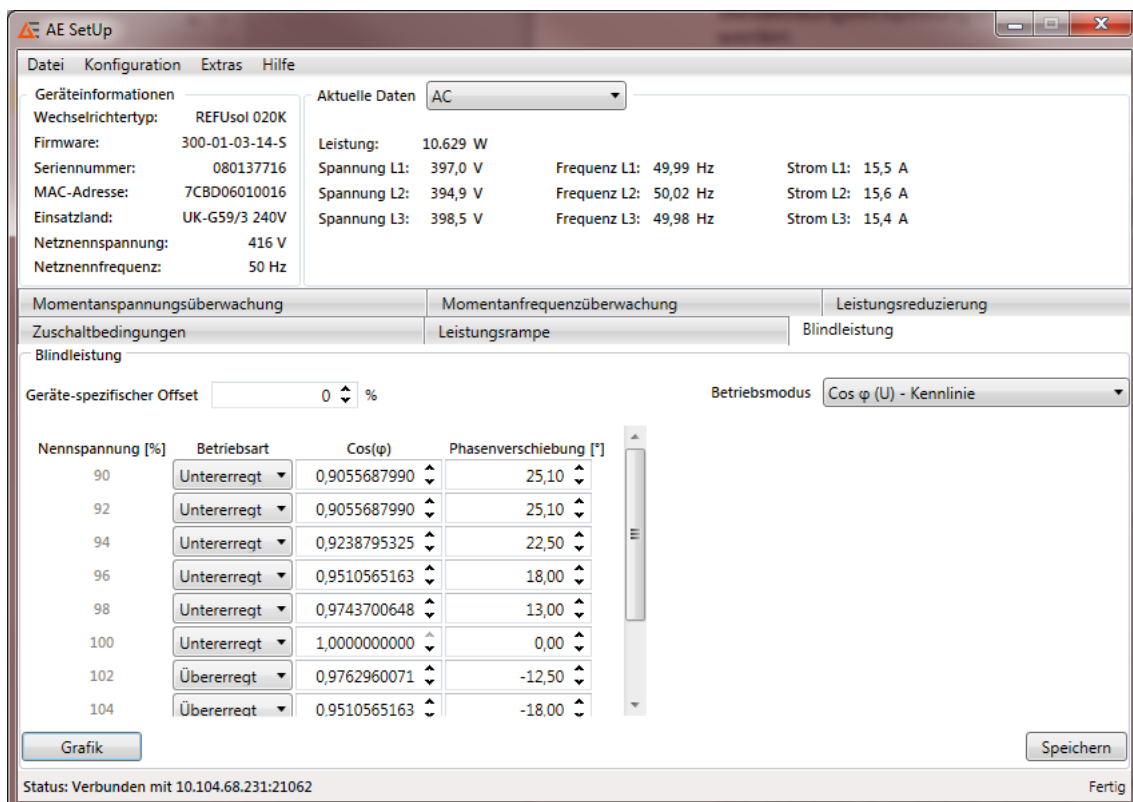 AE SetUp
Datei Konfiguration Extras Hilfe
Geräteinformationen
Wechselrichtertyp: REFUsol 020K
Firmware: 300-01-03-14-S
Seriennummer: 080137716
MAC-Adresse: 7CBD06010016
Einsatzland: UK-G59/3 240V
Netznennspannung: 416 V
Netznennfrequenz: 50 Hz
Aktuelle Daten AC
Leistung: 10.629 W
Spannung L1: 397,0 V Frequenz L1: 49,99 Hz Strom L1: 15,5 A
Spannung L2: 394,9 V Frequenz L2: 50,02 Hz Strom L2: 15,6 A
Spannung L3: 398,5 V Frequenz L3: 49,98 Hz Strom L3: 15,4 A
Momentanspannungsüberwachung Momentanfrequenzüberwachung Leistungsreduzierung
Zuschaltbedingungen Leistungsrampe Blindleistung
Blindleistung
Geräte-spezifischer Offset 0 % Betriebsmodus Cos φ (U) - Kennlinie
Nennspannung [%] Betriebsart Cos(φ) Phasenverschiebung [°]
90 Untererregt 0,9055687990 25,10
92 Untererregt 0,9055687990 25,10
94 Untererregt 0,9238795325 22,50
96 Untererregt 0,9510565163 18,00
98 Untererregt 0,9743700648 13,00
100 Untererregt 1,0000000000 0,00
102 Übererregt 0,9762960071 -12,50
104 Übererregt 0,9510565163 -18,00
Grafik Speichern
Status: Verbunden mit 10.104.68.231:21062 Fertig